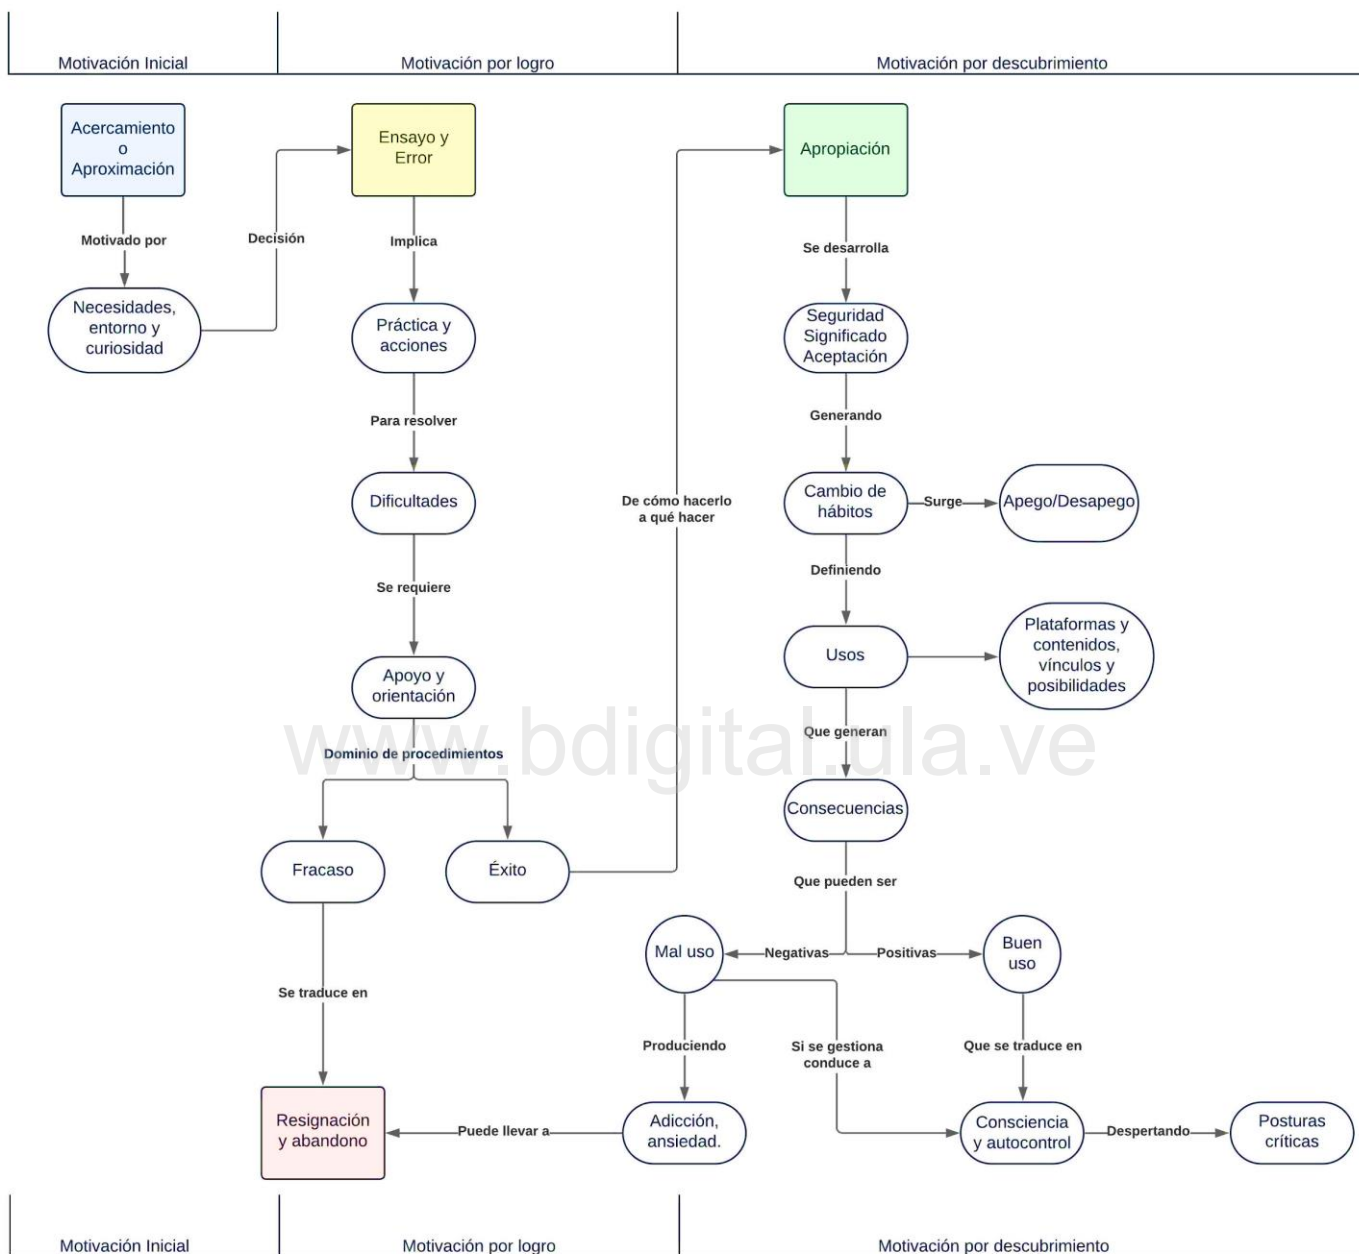 Motivación Inicial
Motivación por logro
Motivación por descubrimiento
Acercamiento
o
Aproximación
Motivado por
Necesidades,
entorno y
curiosidad
Decisión
Ensayo y
Error
Implica
Práctica y
acciones
Para resolver
Dificultades
Se requiere
Apoyo y
orientación
Dominio de procedimientos
Fracaso
Éxito
Se traduce en
Resignación
y abandono
De cómo hacerlo
a qué hacer
Apropiación
Se desarrolla
Seguridad
Significado
Aceptación
Generando
Cambio de
hábitos
Surge
Apego/Desapego
Definiendo
Usos
Plataformas y
contenidos,
vínculos y
posibilidades
Que generan
Consecuencias
Que pueden ser
Negativas
Positivas
Mal uso
Buen
uso
Produciendo
Si se gestiona
conduce a
Que se traduce en
Adicción,
ansiedad.
Puede llevar a
Consciencia
y autocontrol
Despertando
Posturas
críticas
www.bdigital.ula.ve
Motivación Inicial
Motivación por logro
Motivación por descubrimiento